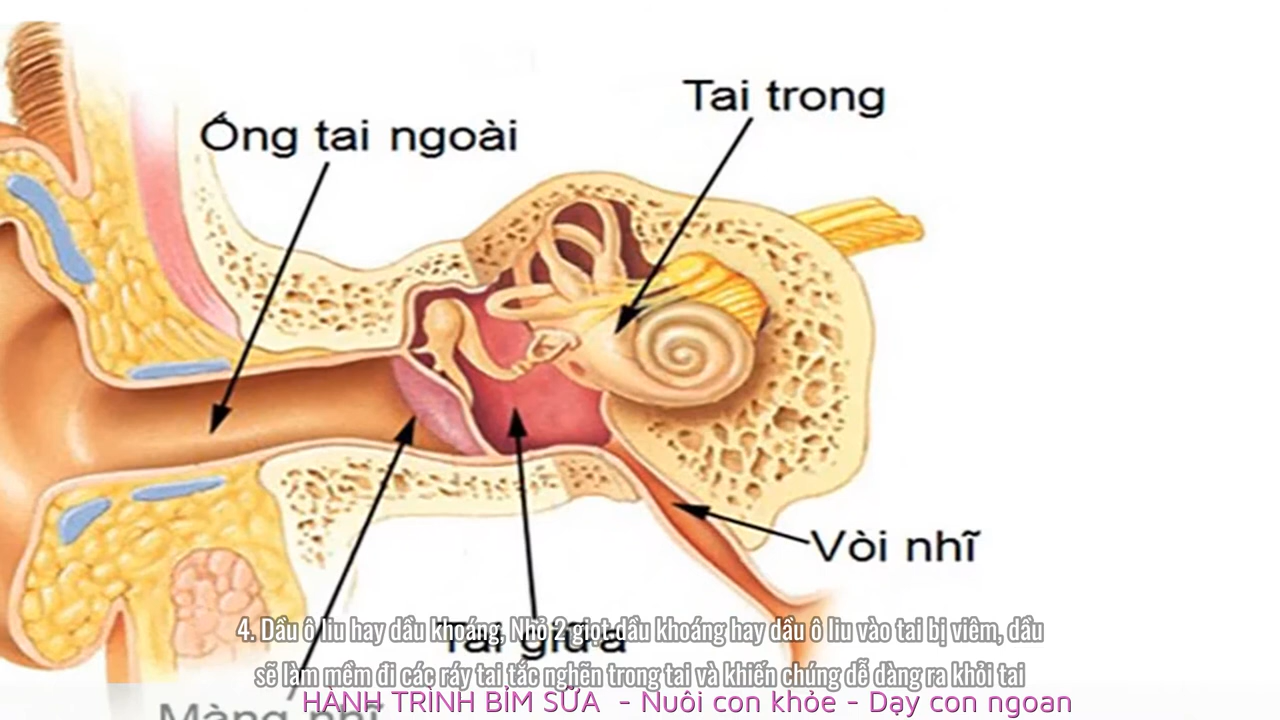 Tai trong
Ống tai ngoài
Vòi nhĩ
Tai giữa
4. Dầu ô liu hay dầu khoáng, Nhỏ 2 giọt dầu khoáng hay dầu ô liu vào tai bị viêm, dầu
sẽ làm mềm đi các ráy tai tắc nghẽn trong tai và khiến chúng dễ dàng ra khỏi tai
HÀNH TRÌNH BỈM SỮA - Nuôi con khỏe - Dạy con ngoan
Màng nhĩ